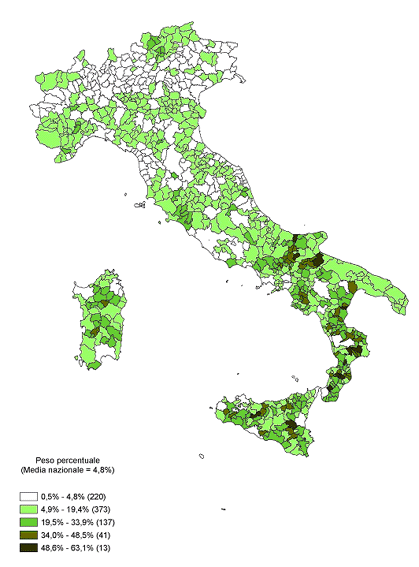 Peso percentuale
(Media nazionale = 4,8%)
0,5% - 4,8% (220)
4,9% - 19,4% (373)
19,5% - 33,9% (137)
34,0% - 48,5% (41)
48,6% - 63,1% (13)